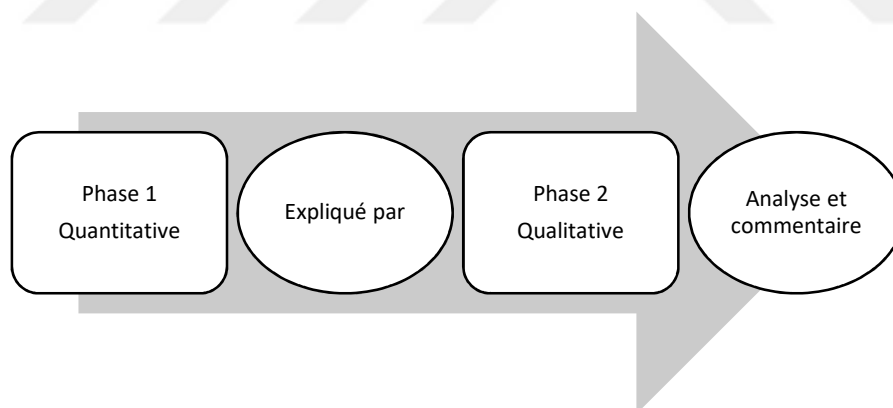 Phase 1
Quantitative
Expliqué par
Phase 2
Qualitative
Analyse et
commentaire